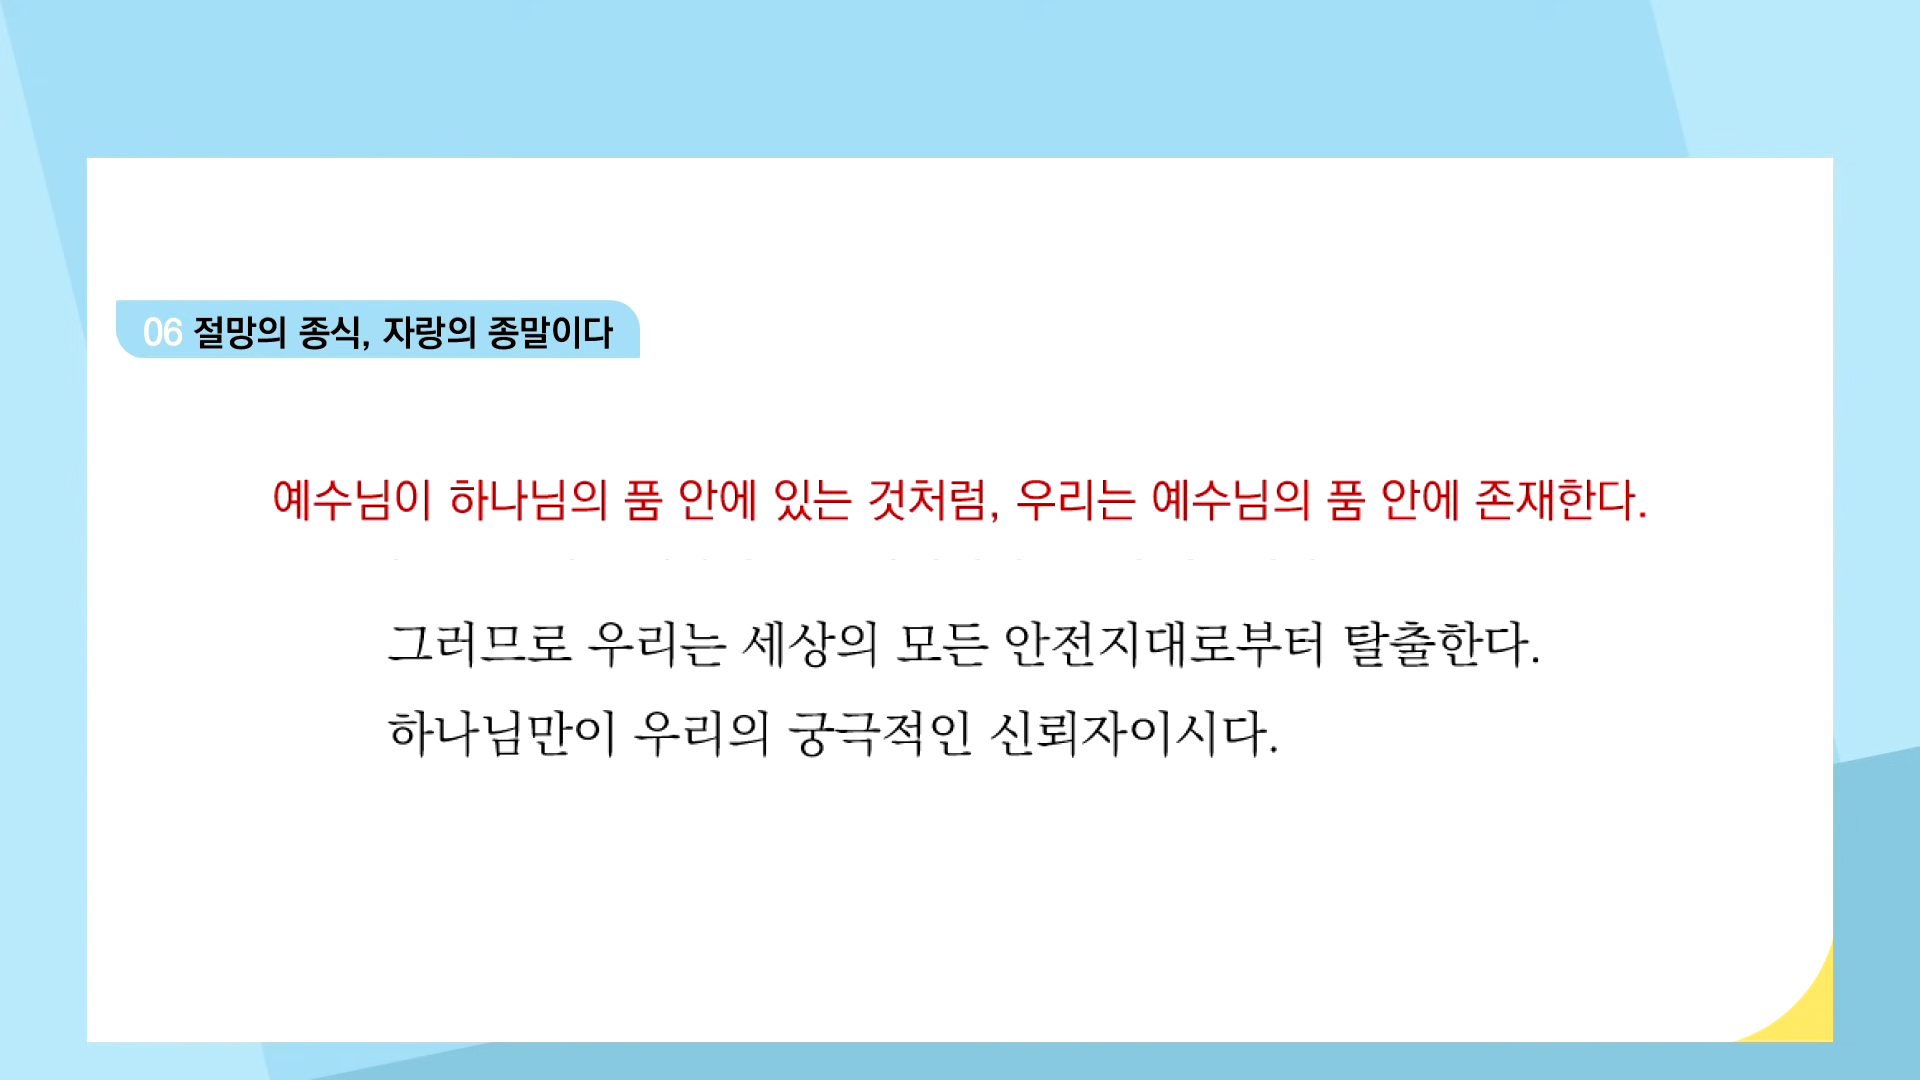 06 절망의 종식, 자랑의 종말이다
예수님이 하나님의 품 안에 있는 것처럼, 우리는 예수님의 품 안에 존재한다.
그러므로 우리는 세상의 모든 안전지대로부터 탈출한다.
하나님만이 우리의 궁극적인 신뢰자이시다.